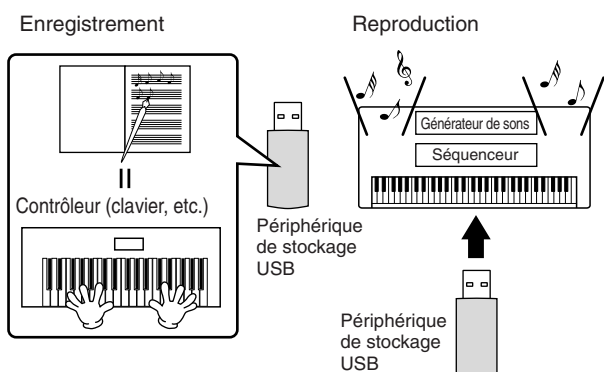 Enregistrement
Contrôleur (clavier, etc.)
Périphérique
de stockage
USB
Reproduction
Générateur de sons
Séquenceur
Périphérique
de stockage
USB